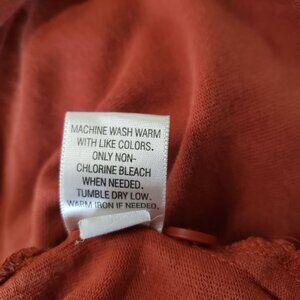 MACHINE WASH WARM
WITH LIKE COLORS.
ONLY NON-
CHLORINE BLEACH
WHEN NEEDED.
TUMBLE DRY LOW.
WARM IRON IF NEEDED.